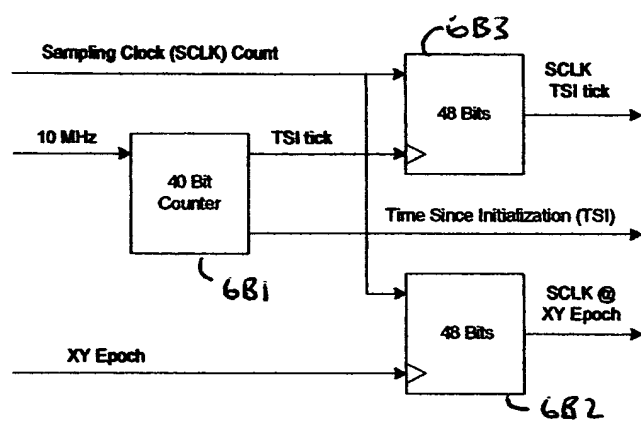 6B3
Sampling Clock (SCLK) Count
SCLK
TSI tick
48 Bits
10 MHz
TSI tick
40 Bit
Counter
Time Since Initialization (TSI)
6B1
SCLK @
XY Epoch
48 Bits
XY Epoch
6B2